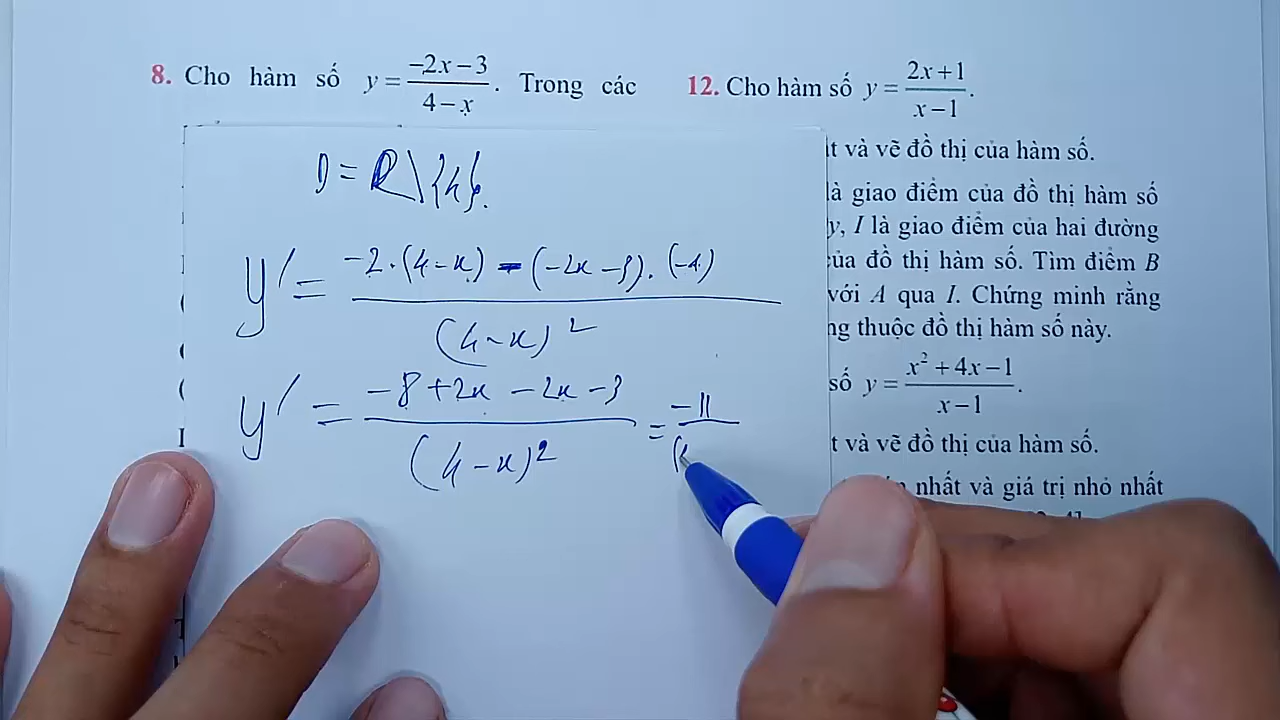 8. Cho hàm số y = (-2x - 3)/(4 - x). Trong các
D = R\{4}.
y' = (-2.(4-x) - (-2x-3).(-1))/(4-x)²
y' = (-8+2x-2x-3)/(4-x)² = -11/(
12. Cho hàm số y = (2x + 1)/(x - 1).
t và vẽ đồ thị của hàm số.
là giao điểm của đồ thị hàm số
y, I là giao điểm của hai đường
của đồ thị hàm số. Tìm điểm B
với A qua I. Chứng minh rằng
ng thuộc đồ thị hàm số này.
số y = (x² + 4x - 1)/(x - 1).
t và vẽ đồ thị của hàm số.
nhất và giá trị nhỏ nhất